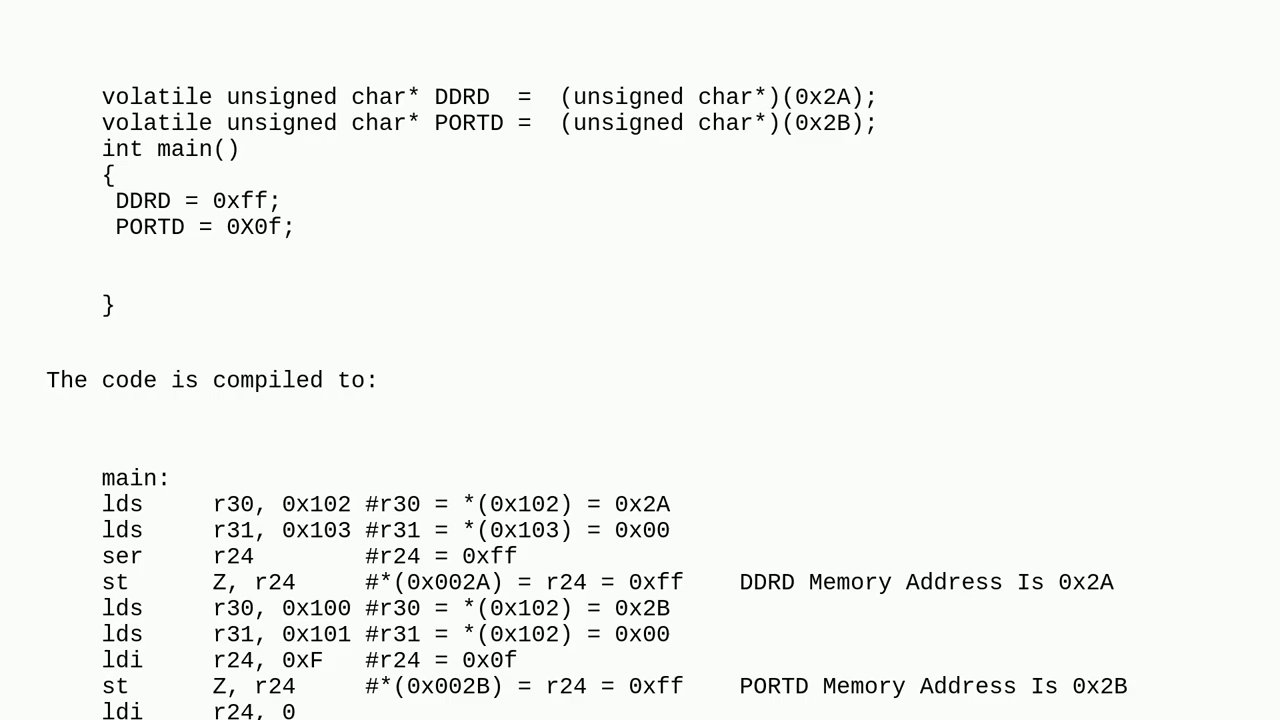 volatile unsigned char* DDRD  =  (unsigned char*)(0x2A);
volatile unsigned char* PORTD =  (unsigned char*)(0x2B);
int main()
{
 DDRD = 0xff;
 PORTD = 0X0f;
}
The code is compiled to:
main:
lds     r30, 0x102 #r30 = *(0x102) = 0x2A
lds     r31, 0x103 #r31 = *(0x103) = 0x00
ser     r24        #r24 = 0xff
st      Z, r24     #*(0x002A) = r24 = 0xff    DDRD Memory Address Is 0x2A
lds     r30, 0x100 #r30 = *(0x102) = 0x2B
lds     r31, 0x101 #r31 = *(0x102) = 0x00
ldi     r24, 0xF   #r24 = 0x0f
st      Z, r24     #*(0x002B) = r24 = 0xff    PORTD Memory Address Is 0x2B
ldi     r24, 0